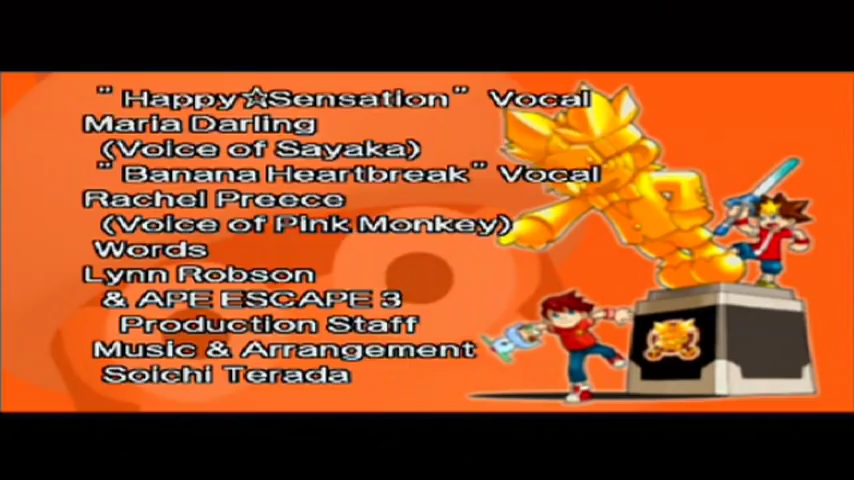 "Happy☆Sensation" Vocal
Maria Darling
(Voice of Sayaka)
"Banana Heartbreak" Vocal
Rachel Preece
(Voice of Pink Monkey)
Words
Lynn Robson
& APE ESCAPE 3
Production Staff
Music & Arrangement
Soichi Terada